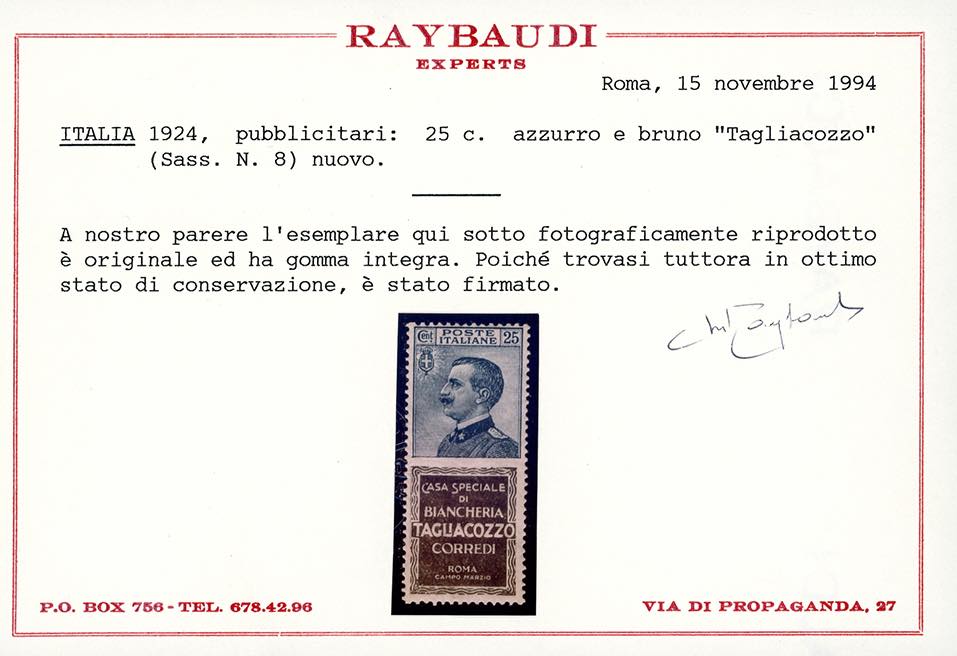 RAYBAUDI
EXPERTS
Roma, 15 novembre 1994
ITALIA 1924, pubblicitari: 25 c. azzurro e bruno "Tagliacozzo"
(Sass. N. 8) nuovo.
A nostro parere l'esemplare qui sotto fotograficamente riprodotto
è originale ed ha gomma integra. Poiché trovasi tuttora in ottimo
stato di conservazione, è stato firmato.
Cent POSTE ITALIANE 25
CASA SPECIALE
DI
BIANCHERIA
TAGLIACOZZO
CORREDI
ROMA
CAMPO MARZIO
P.O. BOX 756 - TEL. 678.42.96
VIA DI PROPAGANDA, 27